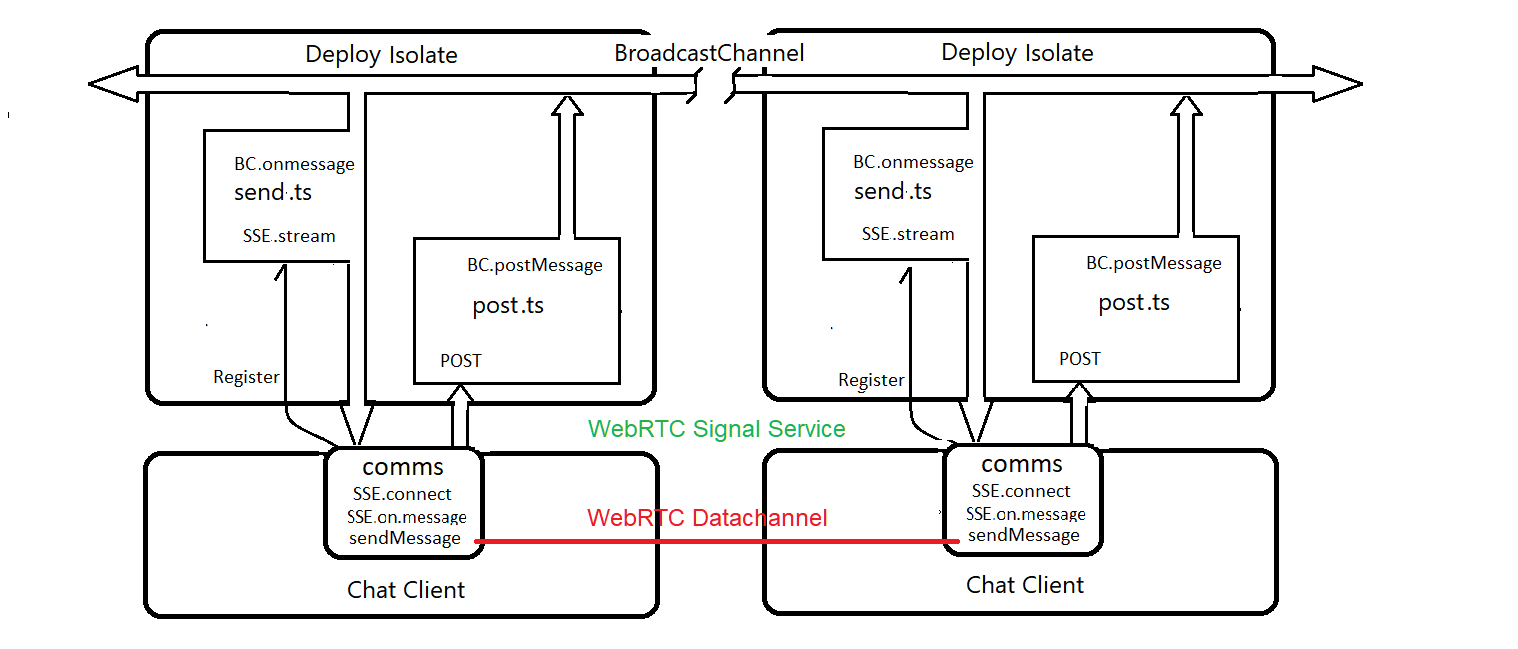 Deploy Isolate
BroadcastChannel
Deploy Isolate
BC.onmessage
send.ts
SSE.stream
BC.postMessage
post.ts
POST
Register
BC.onmessage
send.ts
SSE.stream
BC.postMessage
post.ts
POST
Register
WebRTC Signal Service
comms
SSE.connect
SSE.on.message
sendMessage
Chat Client
WebRTC Datachannel
comms
SSE.connect
SSE.on.message
sendMessage
Chat Client